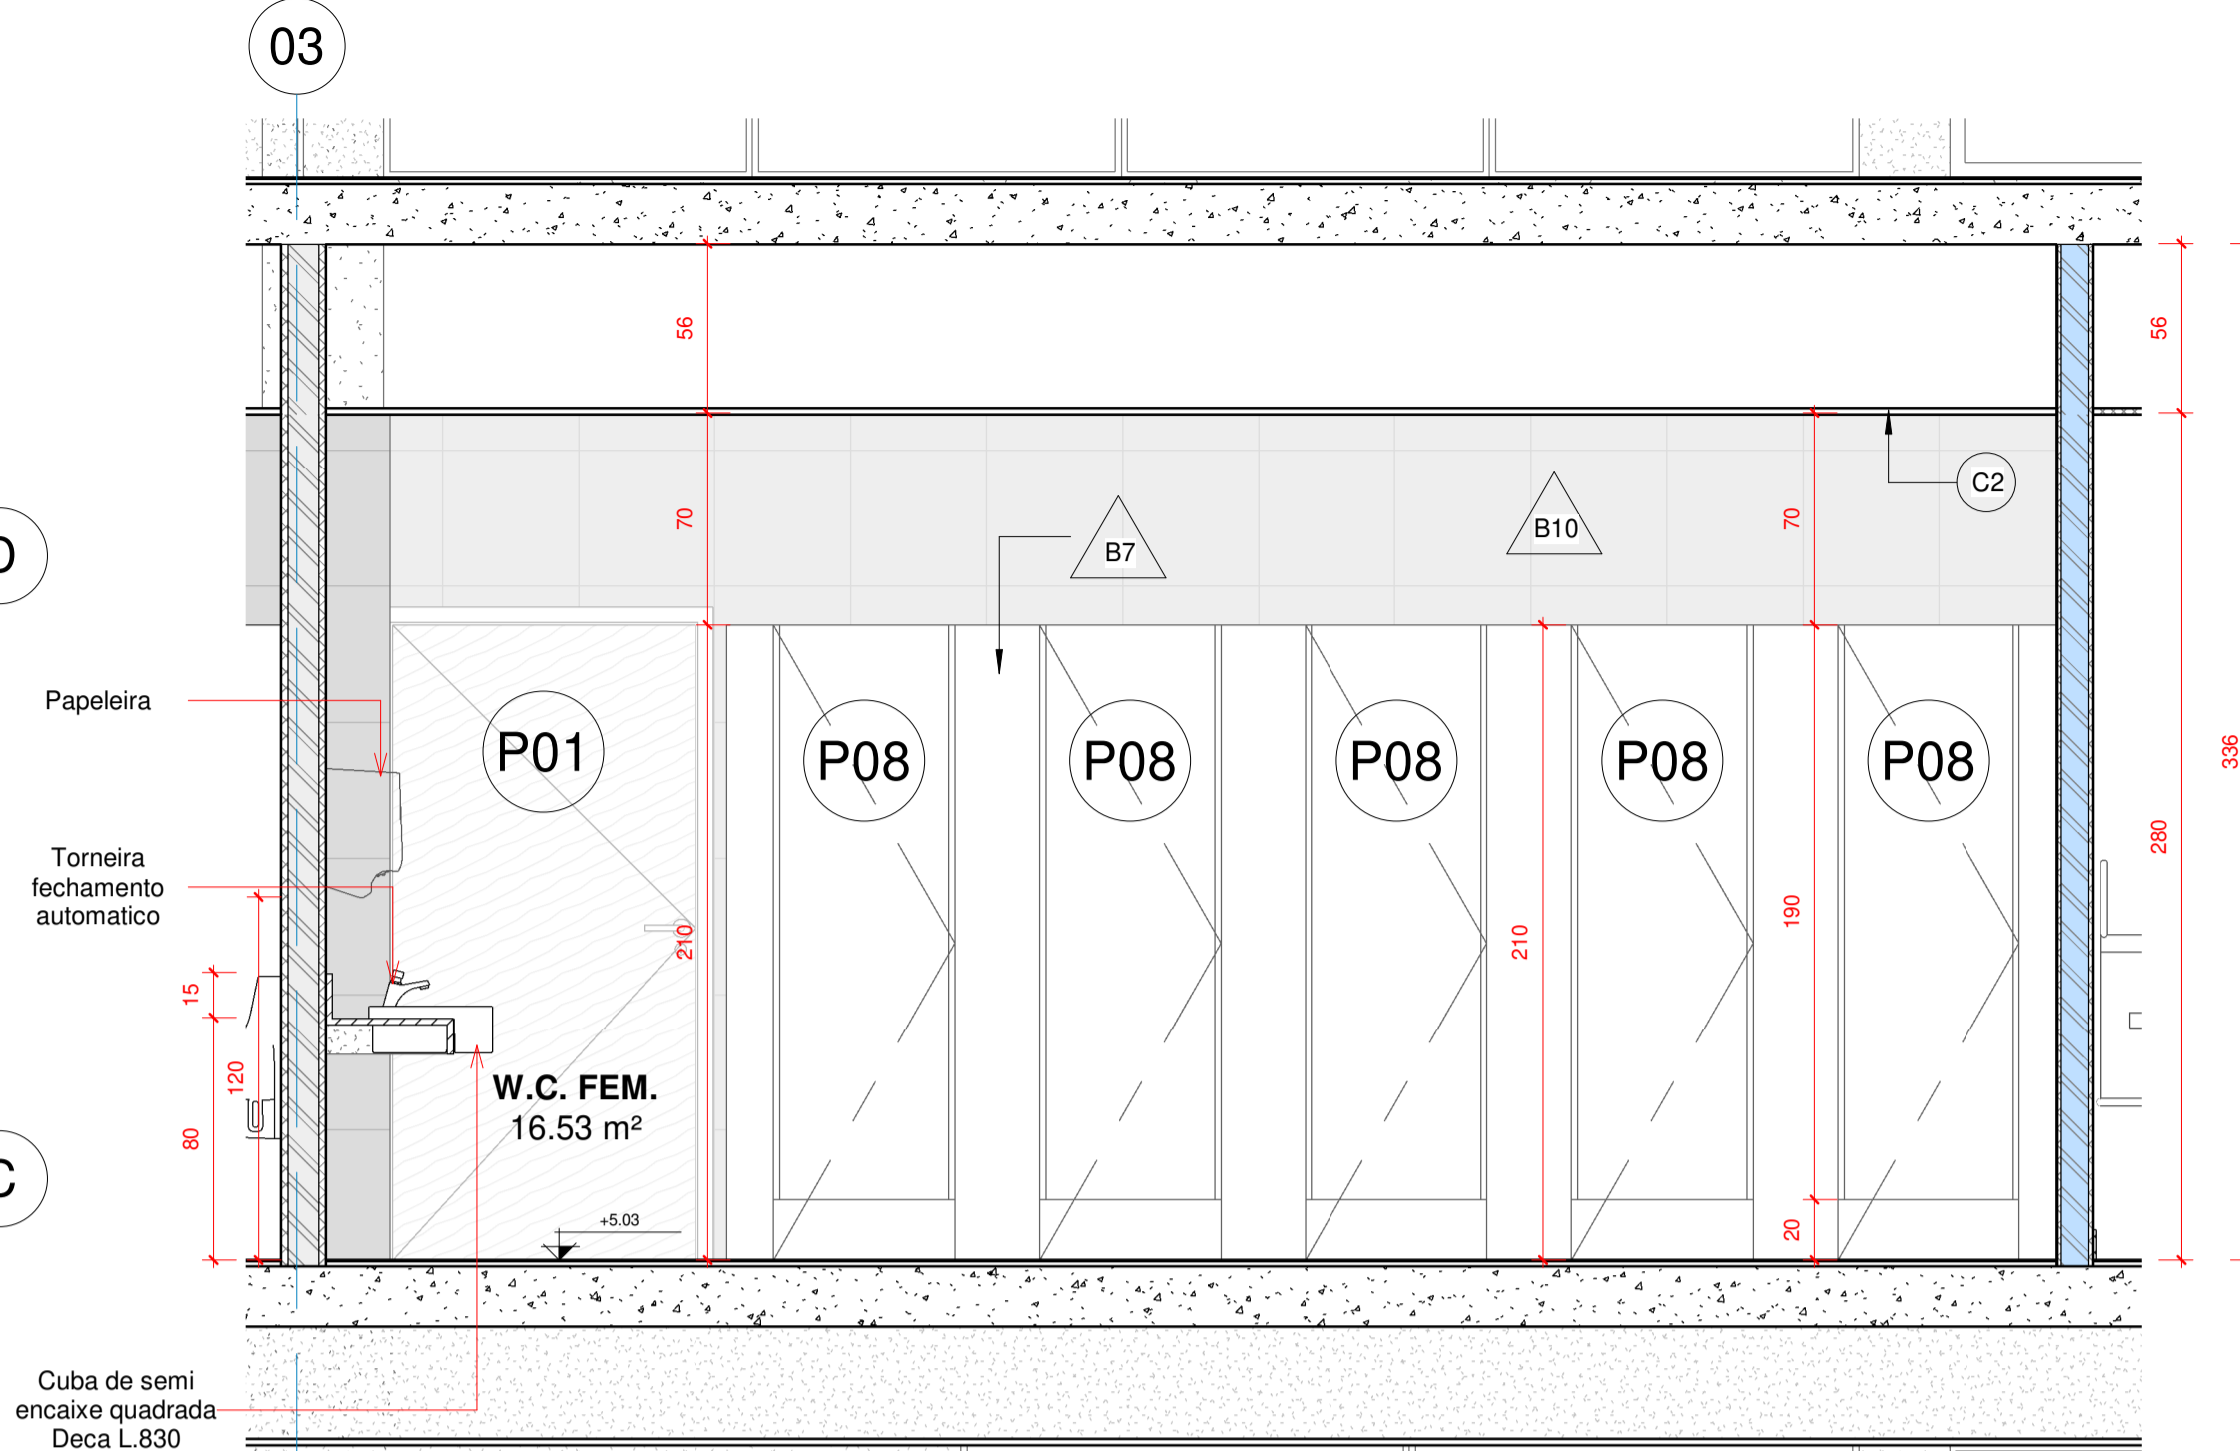 03
56
56
C2
70
70
B10
B7
D
Papeleira
P01
P08
P08
P08
P08
P08
336
280
Torneira
fechamento
automatico
210
210
190
15
120
80
W.C. FEM.
16.53 m²
C
+5.03
20
Cuba de semi
encaixe quadrada
Deca L.830